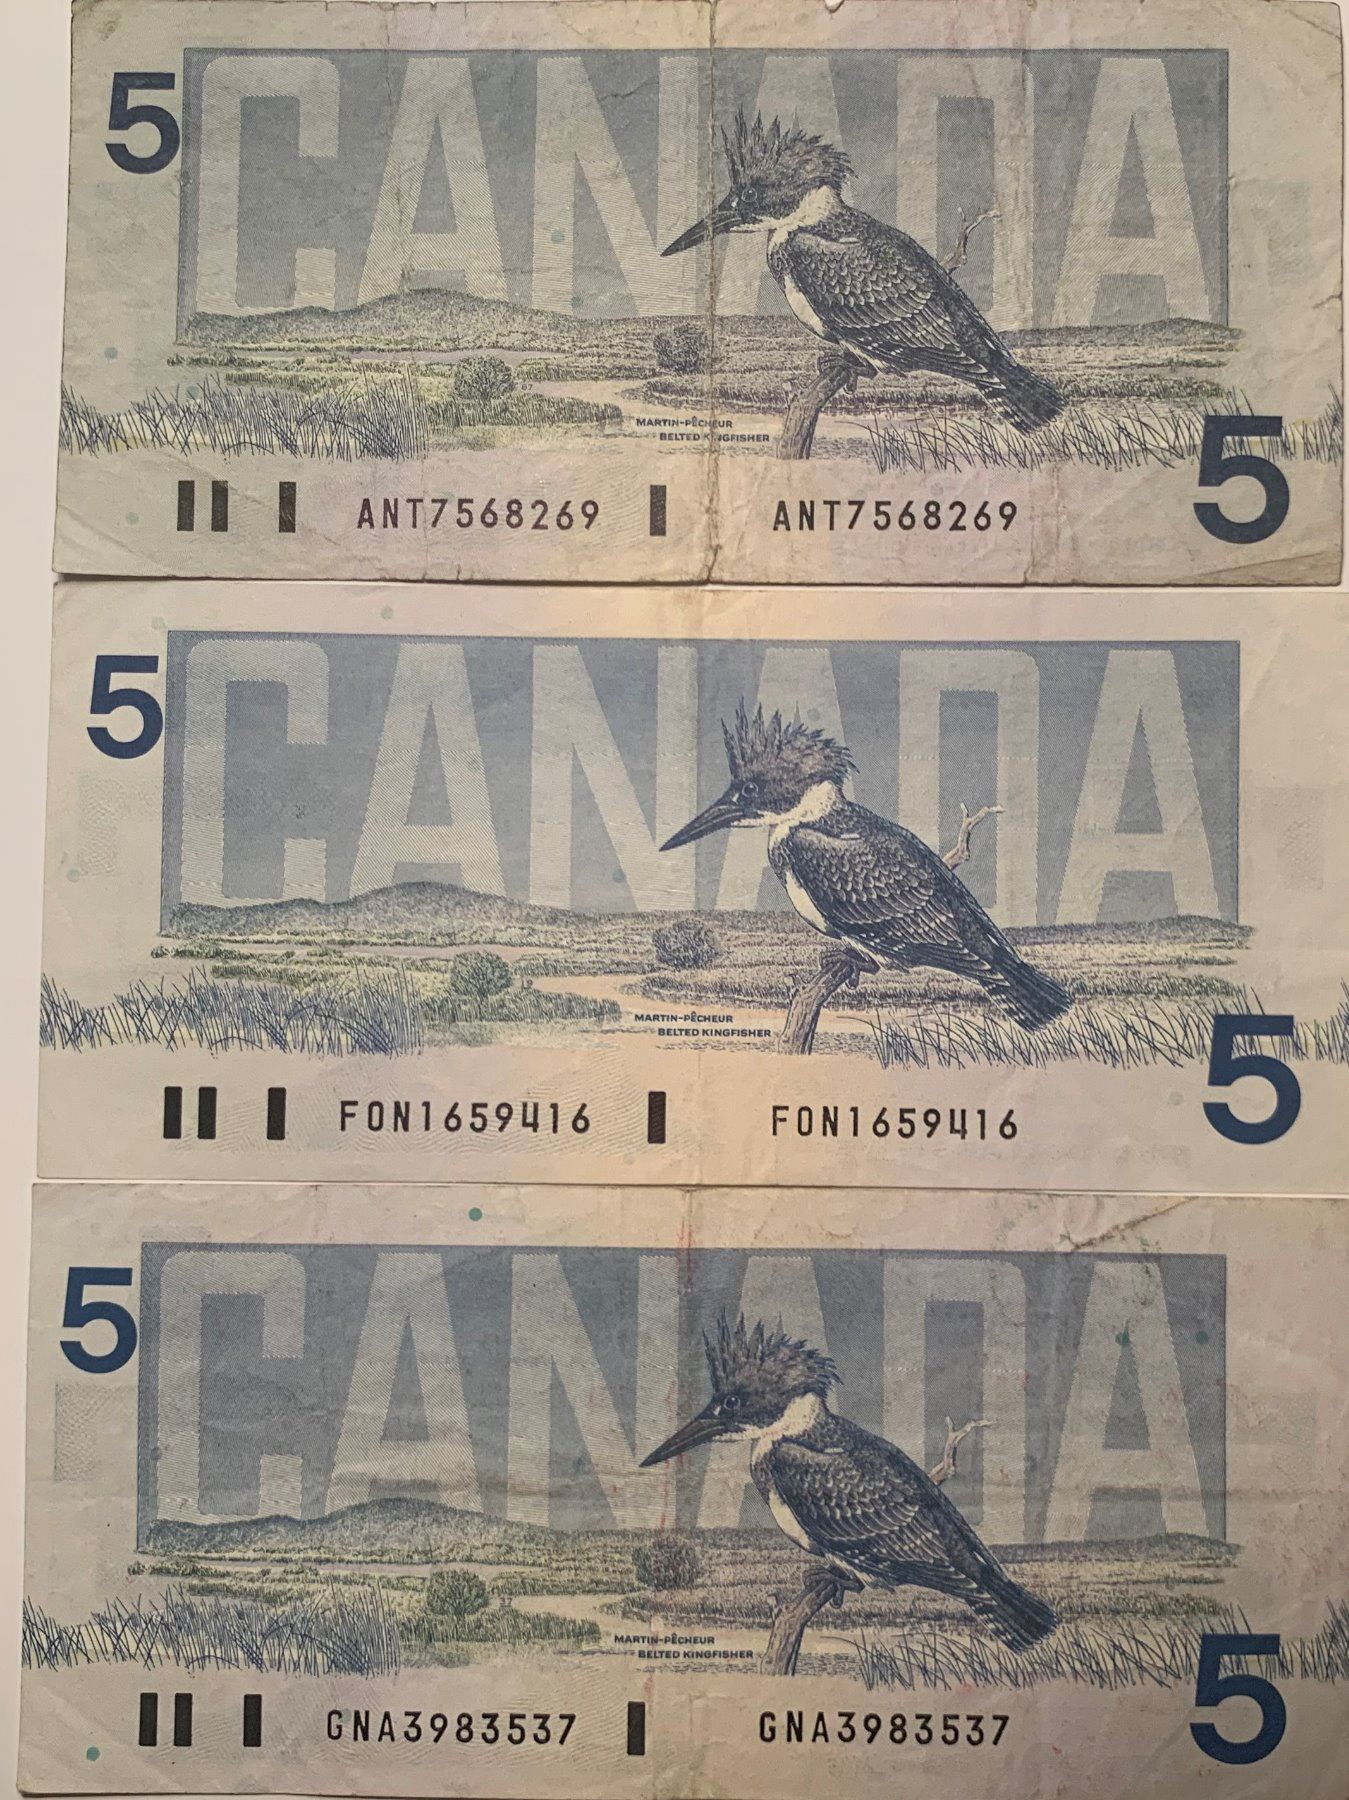 5
CANADA
MARTIN-PÊCHEUR
BELTED KINGFISHER
ANT7568269 ANT7568269
5
5
CANADA
MARTIN-PÊCHEUR
BELTED KINGFISHER
FON1659416 FON1659416
5
5
CANADA
MARTIN-PÊCHEUR
BELTED KINGFISHER
GNA3983537 GNA3983537
5